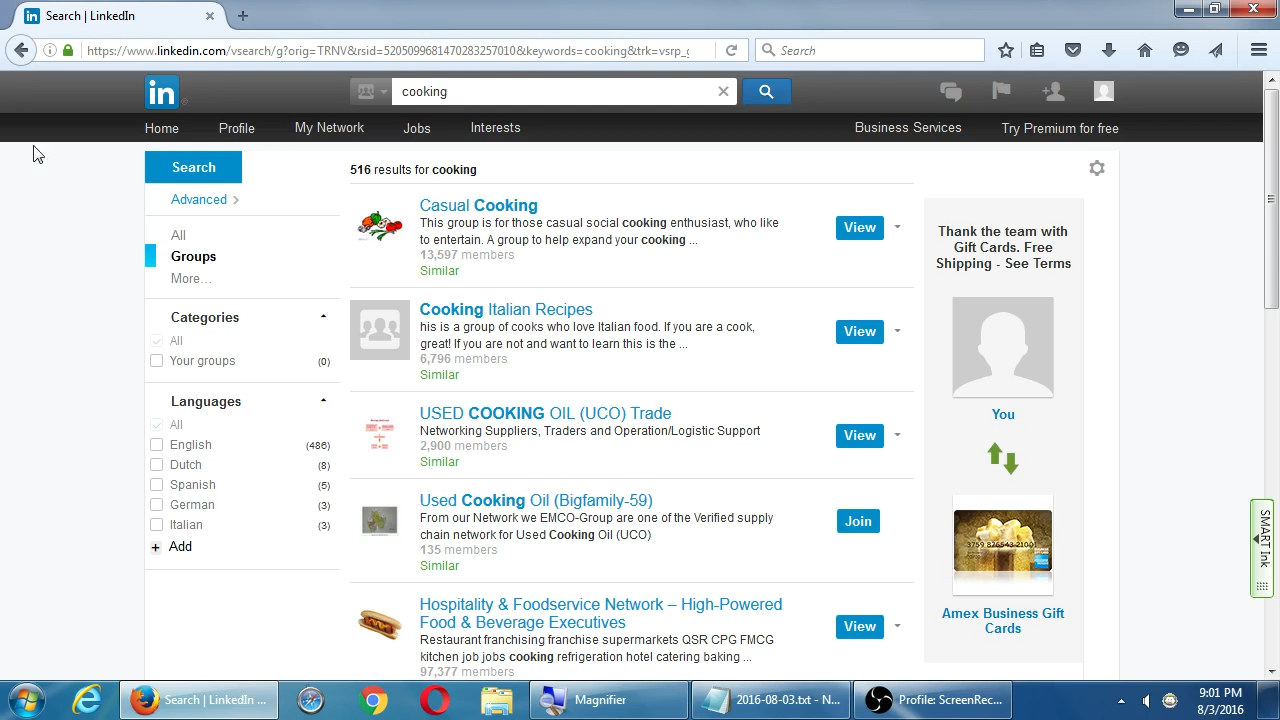 Search | LinkedIn
https://www.linkedin.com/vsearch/g?orig=TRNV&rsid=5205099681470283257010&keywords=cooking&trk=vsrp_g
Search
in
cooking
Home
Profile
My Network
Jobs
Interests
Business Services
Try Premium for free
Search
Advanced
All
Groups
More...
Categories
All
Your groups (0)
Languages
All
English (486)
Dutch (8)
Spanish (5)
German (3)
Italian (3)
+ Add
516 results for cooking
Casual Cooking
This group is for those casual social cooking enthusiast, who like
to entertain. A group to help expand your cooking ...
13,597 members
Similar
View
Cooking Italian Recipes
his is a group of cooks who love Italian food. If you are a cook,
great! If you are not and want to learn this is the ...
6,796 members
Similar
View
USED COOKING OIL (UCO) Trade
Networking Suppliers, Traders and Operation/Logistic Support
2,900 members
Similar
View
Used Cooking Oil (Bigfamily-59)
From our Network we EMCO-Group are one of the Verified supply
chain network for Used Cooking Oil (UCO)
135 members
Similar
Join
Hospitality & Foodservice Network – High-Powered
Food & Beverage Executives
Restaurant franchising franchise supermarkets QSR CPG FMCG
kitchen job jobs cooking refrigeration hotel catering baking ...
97,377 members
View
Thank the team with
Gift Cards. Free
Shipping - See Terms
You
Amex Business Gift
Cards
SMART Ink
Search | LinkedIn ...
Magnifier
2016-08-03.txt - N...
Profile: ScreenRec...
9:01 PM
8/3/2016